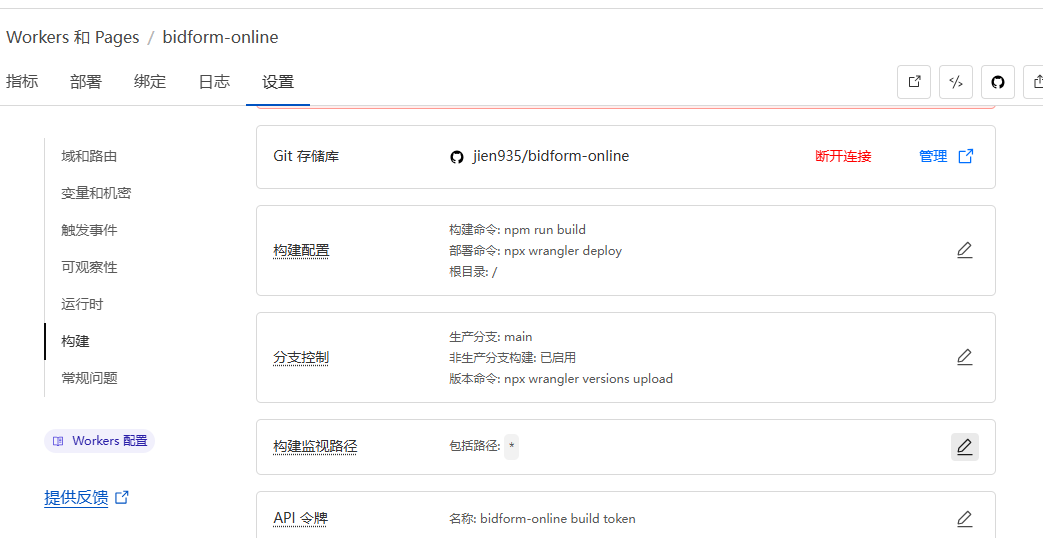 Workers 和 Pages / bidform-online
指标 部署 绑定 日志 设置
域和路由
变量和机密
触发事件
可观察性
运行时
构建
常规问题
Workers 配置
提供反馈
Git 存储库 jien935/bidform-online 断开连接 管理
构建配置
构建命令: npm run build
部署命令: npx wrangler deploy
根目录: /
分支控制
生产分支: main
非生产分支构建: 已启用
版本命令: npx wrangler versions upload
构建监视路径 包括路径: *
API 令牌 名称: bidform-online build token